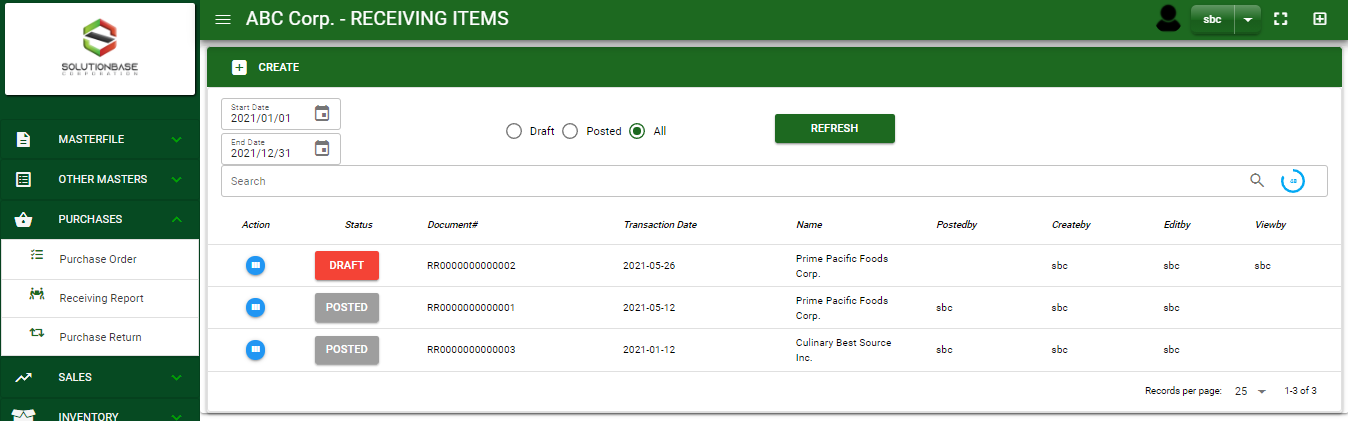 ABC Corp. - RECEIVING ITEMS
sbc
SOLUTIONBASE
CORPORATION
MASTERFILE
OTHER MASTERS
PURCHASES
Purchase Order
Receiving Report
Purchase Return
SALES
INVENTORY
CREATE
Start Date
2021/01/01
End Date
2021/12/31
Draft
Posted
All
REFRESH
Search
Action Status Document# Transaction Date Name Postedby Createby Editby Viewby
DRAFT RR0000000000002 2021-05-26 Prime Pacific Foods Corp. sbc sbc sbc
POSTED RR0000000000001 2021-05-12 Prime Pacific Foods Corp. sbc sbc sbc
POSTED RR0000000000003 2021-01-12 Culinary Best Source Inc. sbc sbc sbc
Records per page: 25 1-3 of 3